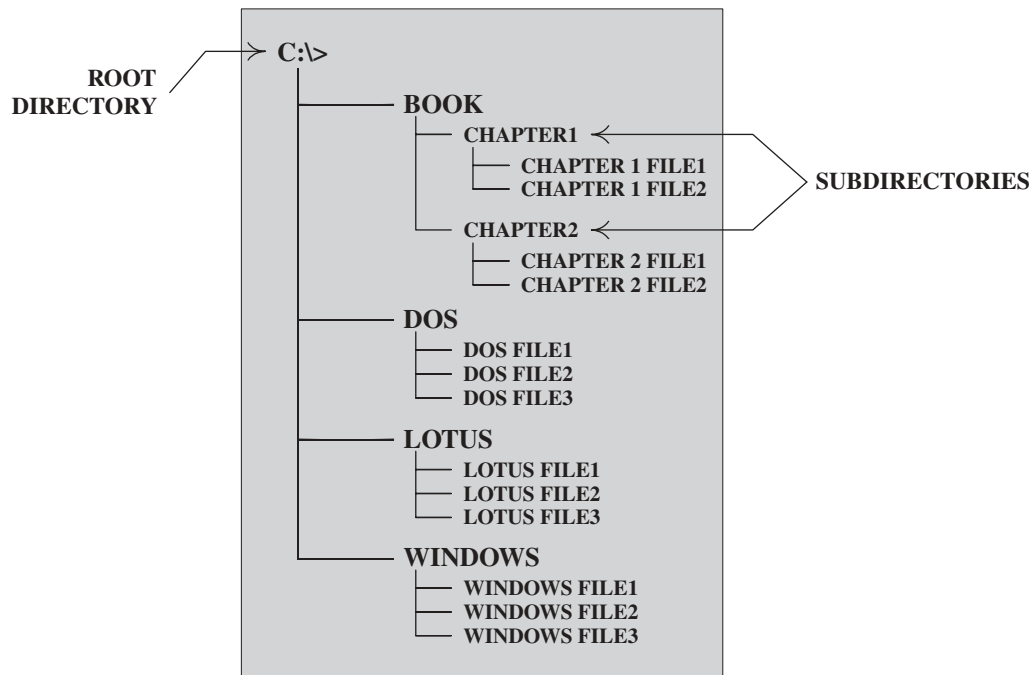 C:\>
ROOT
DIRECTORY
BOOK
CHAPTER1
CHAPTER 1 FILE1
CHAPTER 1 FILE2
SUBDIRECTORIES
CHAPTER2
CHAPTER 2 FILE1
CHAPTER 2 FILE2
DOS
DOS FILE1
DOS FILE2
DOS FILE3
LOTUS
LOTUS FILE1
LOTUS FILE2
LOTUS FILE3
WINDOWS
WINDOWS FILE1
WINDOWS FILE2
WINDOWS FILE3